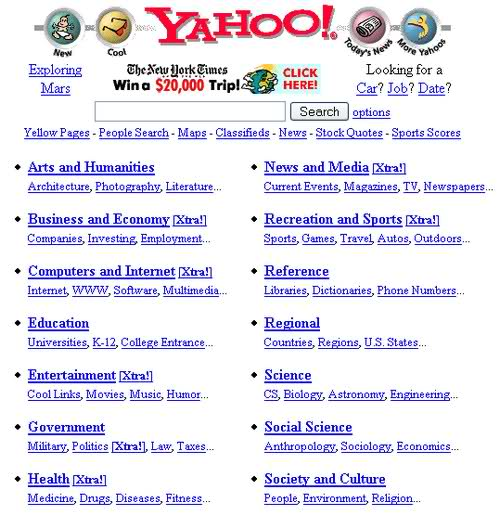 YAHOO!
New
Cool
Today's News
More Yahoos
Exploring
Mars
The New York Times
Win a $20,000 Trip!
CLICK
HERE!
Looking for a
Car? Job? Date?
Search options
Yellow Pages - People Search - Maps - Classifieds - News - Stock Quotes - Sports Scores
Arts and Humanities
Architecture, Photography, Literature...
Business and Economy [Xtra!]
Companies, Investing, Employment...
Computers and Internet [Xtra!]
Internet, WWW, Software, Multimedia...
Education
Universities, K-12, College Entrance...
Entertainment [Xtra!]
Cool Links, Movies, Music, Humor...
Government
Military, Politics [Xtra!], Law, Taxes...
Health [Xtra!]
Medicine, Drugs, Diseases, Fitness...
News and Media [Xtra!]
Current Events, Magazines, TV, Newspapers...
Recreation and Sports [Xtra!]
Sports, Games, Travel, Autos, Outdoors...
Reference
Libraries, Dictionaries, Phone Numbers...
Regional
Countries, Regions, U.S. States...
Science
CS, Biology, Astronomy, Engineering...
Social Science
Anthropology, Sociology, Economics...
Society and Culture
People, Environment, Religion...